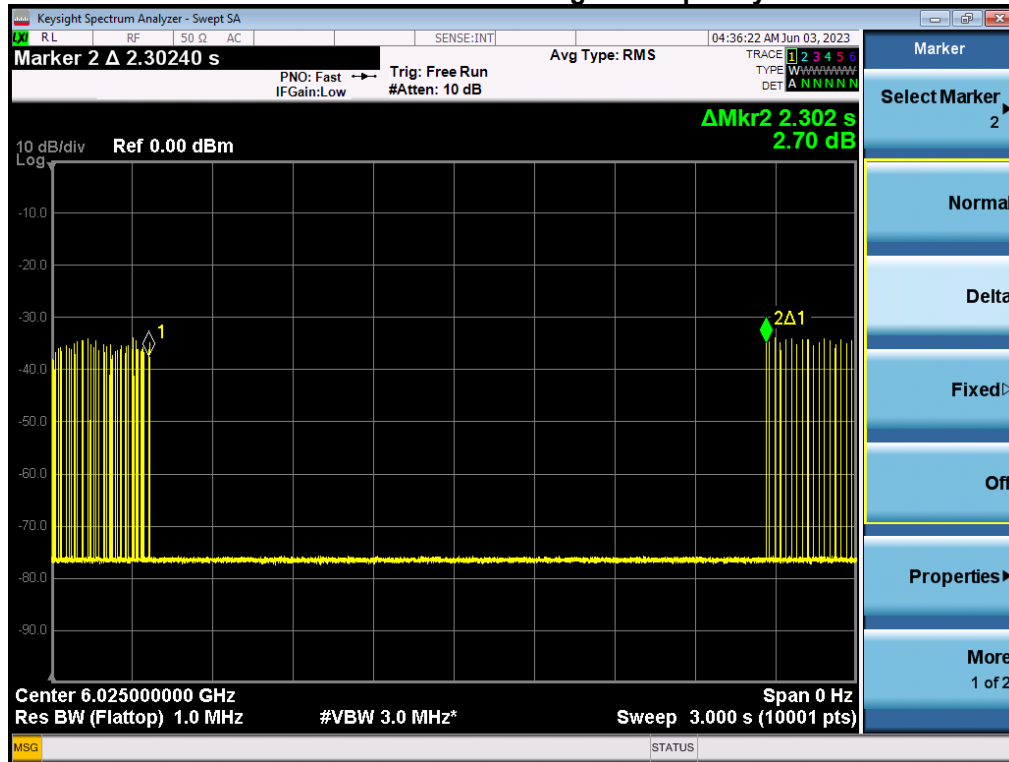 Keysight Spectrum Analyzer - Swept SA
LXI RL RF 50 Ω AC SENSE:INT 04:36:22 AM Jun 03, 2023
Marker 2 Δ 2.30240 s
PNO: Fast
IFGain:Low
Trig: Free Run
#Atten: 10 dB
Avg Type: RMS
TRACE 1 2 3 4 5 6
TYPE WWWWWW
DET A N N N N N
ΔMkr2 2.302 s
2.70 dB
10 dB/div Ref 0.00 dBm
Log
-10.0
-20.0
-30.0
-40.0
-50.0
-60.0
-70.0
-80.0
-90.0
1
2Δ1
Center 6.025000000 GHz Span 0 Hz
Res BW (Flattop) 1.0 MHz #VBW 3.0 MHz* Sweep 3.000 s (10001 pts)
MSG STATUS
Marker
Select Marker
2
Normal
Delta
Fixed
Off
Properties
More
1 of 2